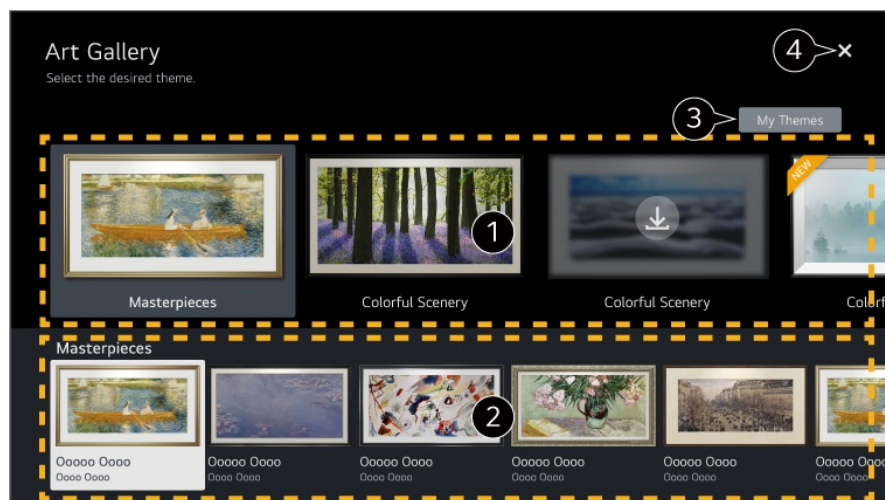 Art Gallery
Select the desired theme.
4
3
My Themes
NEW
1
Masterpieces
Colorful Scenery
Colorful Scenery
Colorf
Masterpieces
2
Ooooo Oooo
Ooooo Oooo
Ooooo Oooo
Ooooo Oooo
Ooooo Oooo
Ooooo Ooo
Oooo Oooo
Oooo Oooo
Oooo Oooo
Oooo Oooo
Oooo Oooo
Oooo Oooo